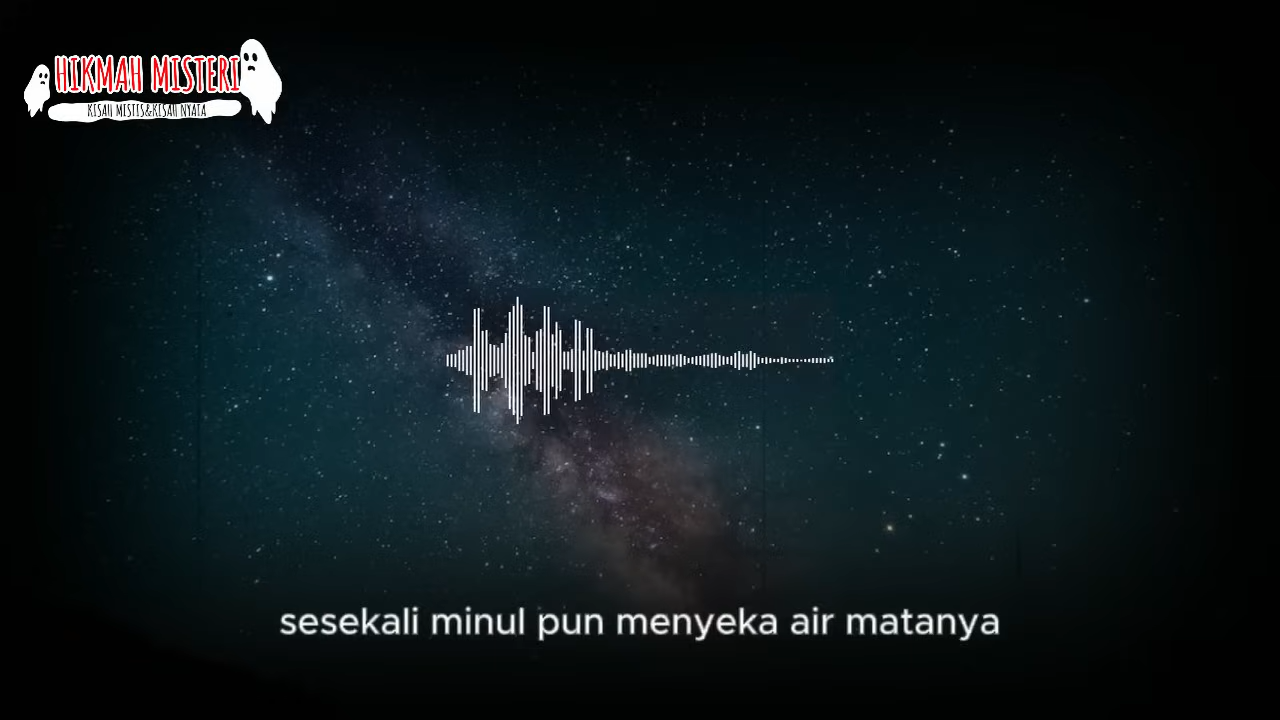 HIKMAH MISTERI
KISAH MISTIS&KISAH NYATA
sesekali minul pun menyeka air matanya